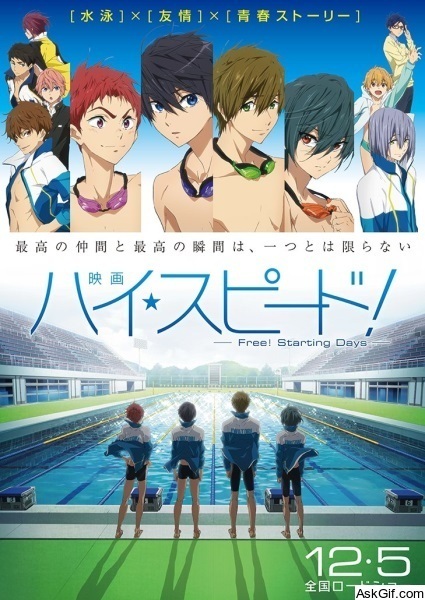 [水泳]×[友情]×[青春ストーリー]
最高の仲間と最高の瞬間は、一つとは限らない
映画
ハイ☆スピード!
— Free! Starting Days —
12・5
全国ロードショー
AskGif.com